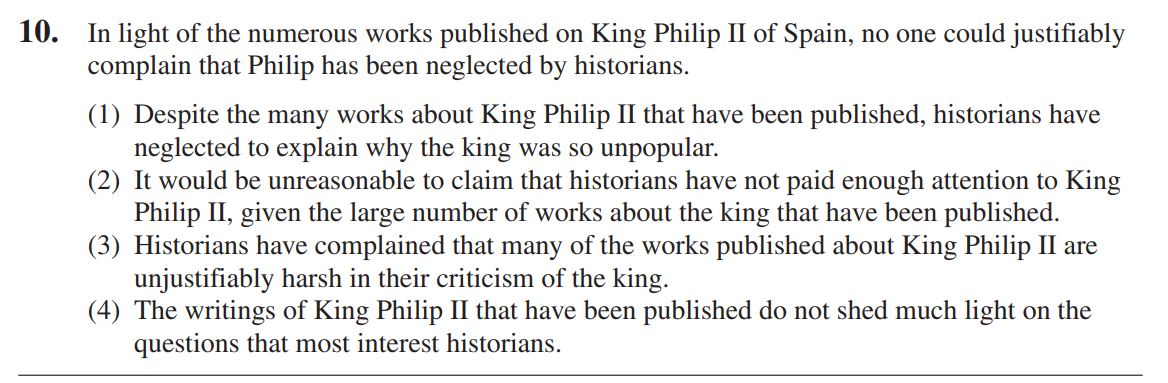 10. In light of the numerous works published on King Philip II of Spain, no one could justifiably
complain that Philip has been neglected by historians.
(1) Despite the many works about King Philip II that have been published, historians have
neglected to explain why the king was so unpopular.
(2) It would be unreasonable to claim that historians have not paid enough attention to King
Philip II, given the large number of works about the king that have been published.
(3) Historians have complained that many of the works published about King Philip II are
unjustifiably harsh in their criticism of the king.
(4) The writings of King Philip II that have been published do not shed much light on the
questions that most interest historians.